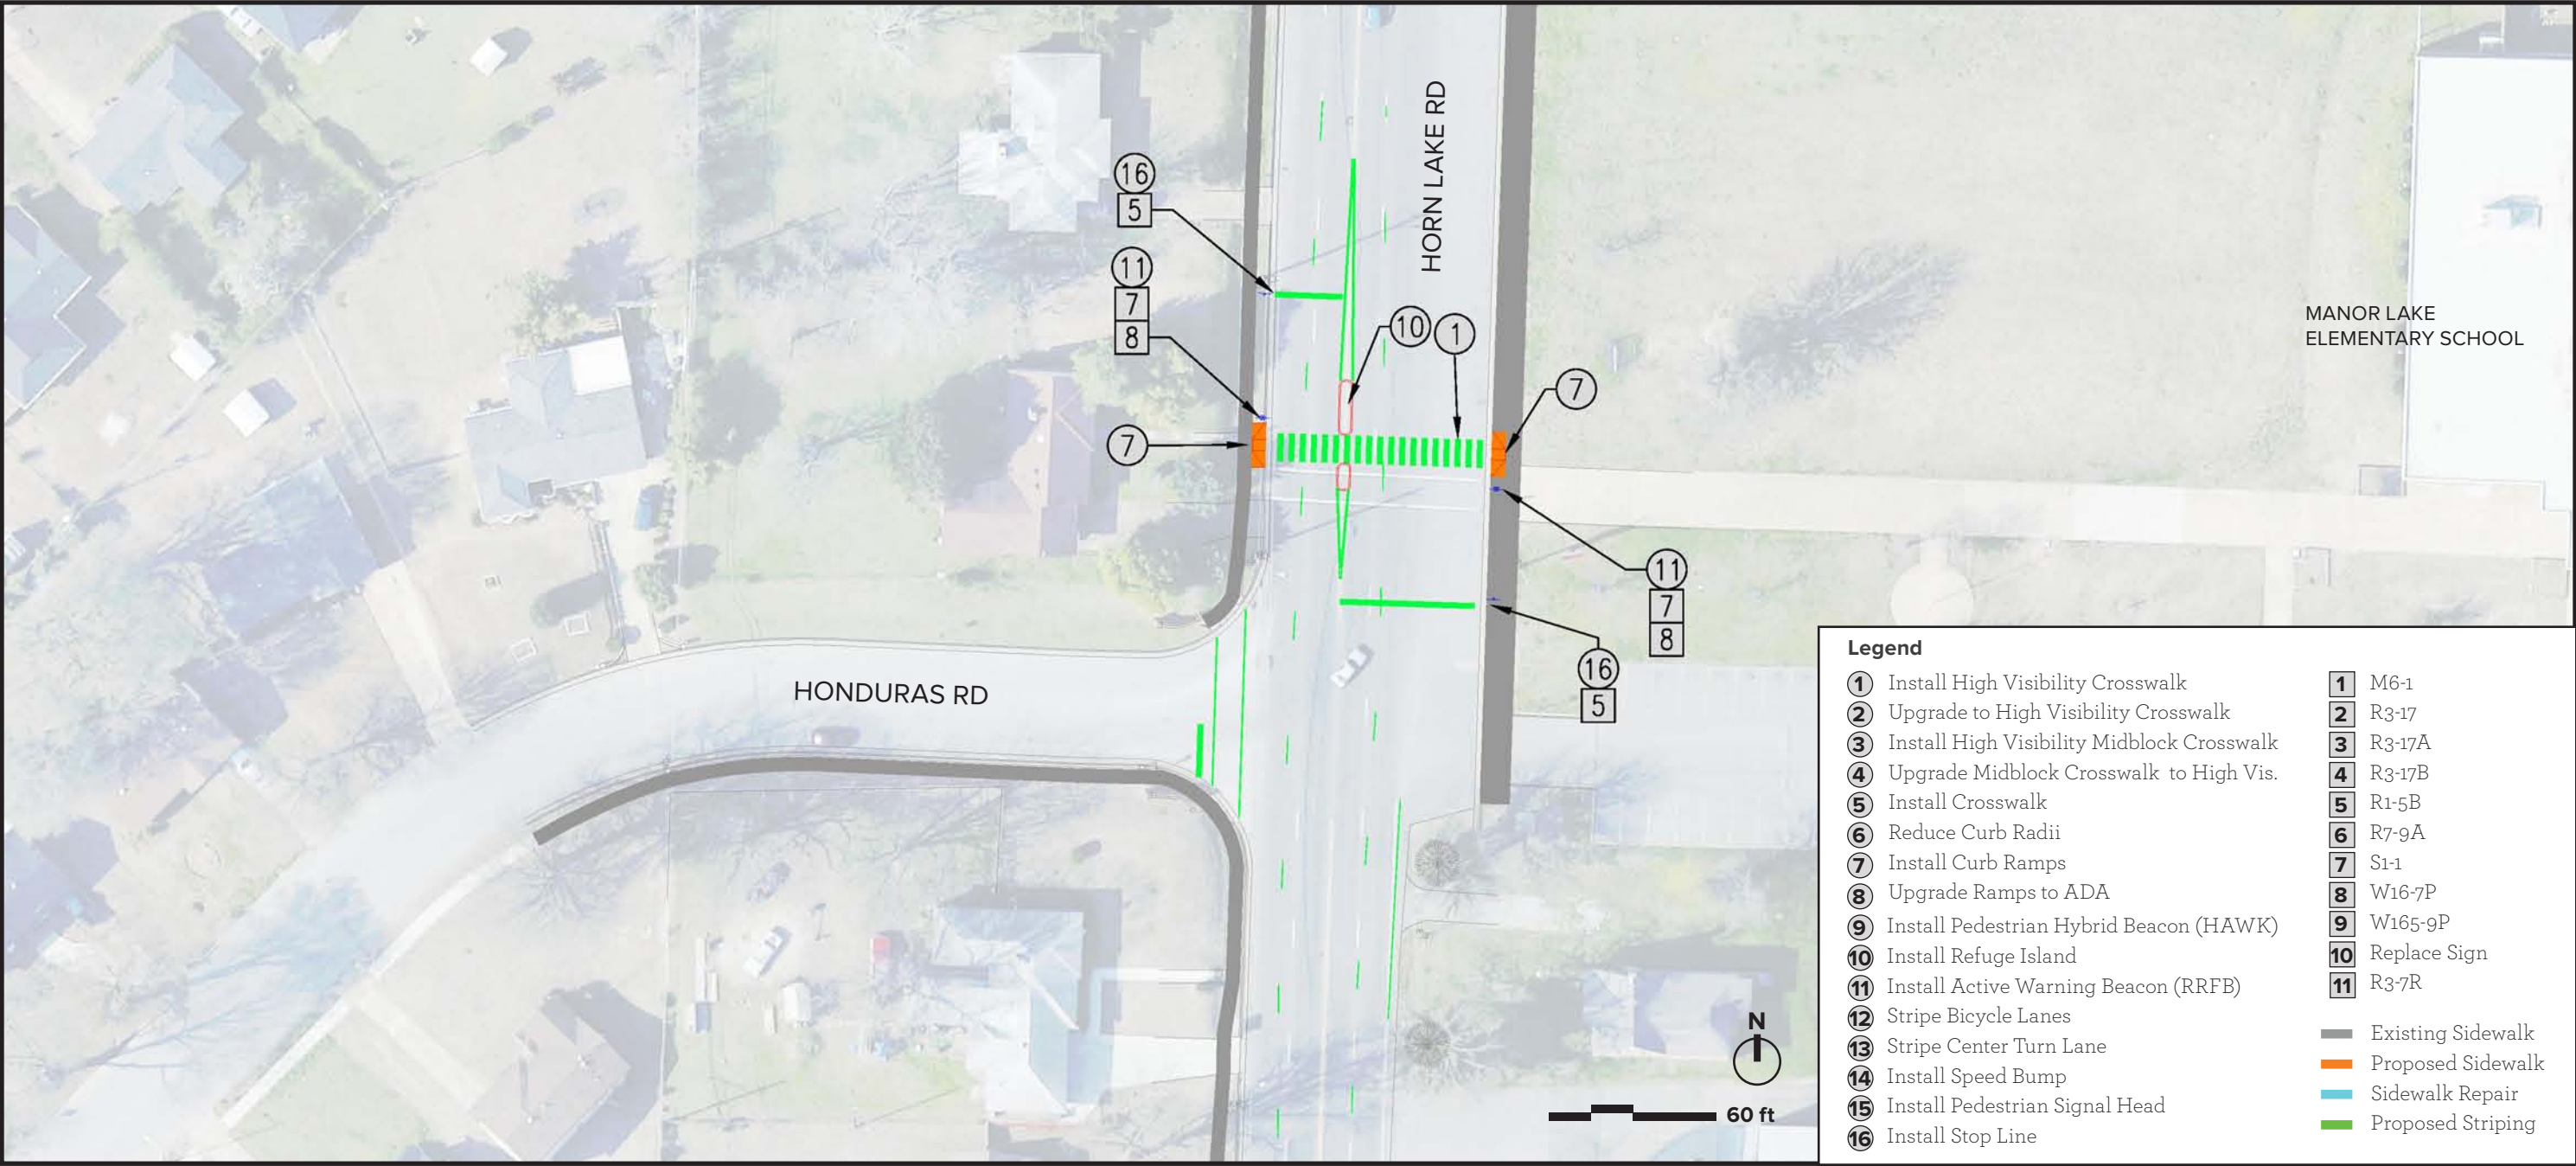 HORN LAKE RD
16
5
11
7
8
10
1
7
7
MANOR LAKE
ELEMENTARY SCHOOL
11
7
8
16
5
HONDURAS RD
N
60 ft
Legend
1 Install High Visibility Crosswalk
2 Upgrade to High Visibility Crosswalk
3 Install High Visibility Midblock Crosswalk
4 Upgrade Midblock Crosswalk to High Vis.
5 Install Crosswalk
6 Reduce Curb Radii
7 Install Curb Ramps
8 Upgrade Ramps to ADA
9 Install Pedestrian Hybrid Beacon (HAWK)
10 Install Refuge Island
11 Install Active Warning Beacon (RRFB)
12 Stripe Bicycle Lanes
13 Stripe Center Turn Lane
14 Install Speed Bump
15 Install Pedestrian Signal Head
16 Install Stop Line
1 M6-1
2 R3-17
3 R3-17A
4 R3-17B
5 R1-5B
6 R7-9A
7 S1-1
8 W16-7P
9 W165-9P
10 Replace Sign
11 R3-7R
Existing Sidewalk
Proposed Sidewalk
Sidewalk Repair
Proposed Striping